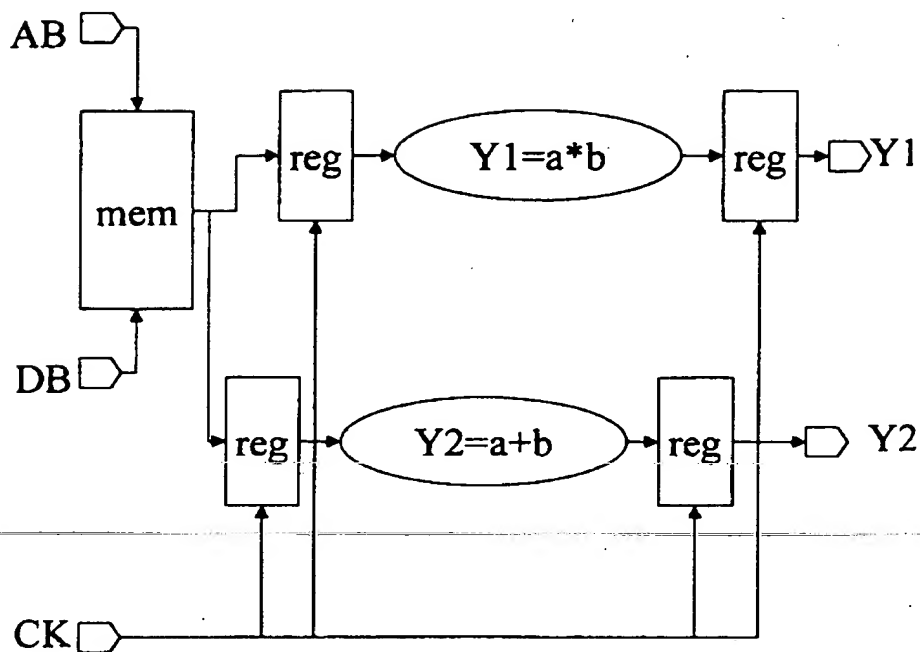 AB
reg
Y1=a*b
reg
Y1
mem
DB
reg
Y2=a+b
reg
Y2
CK